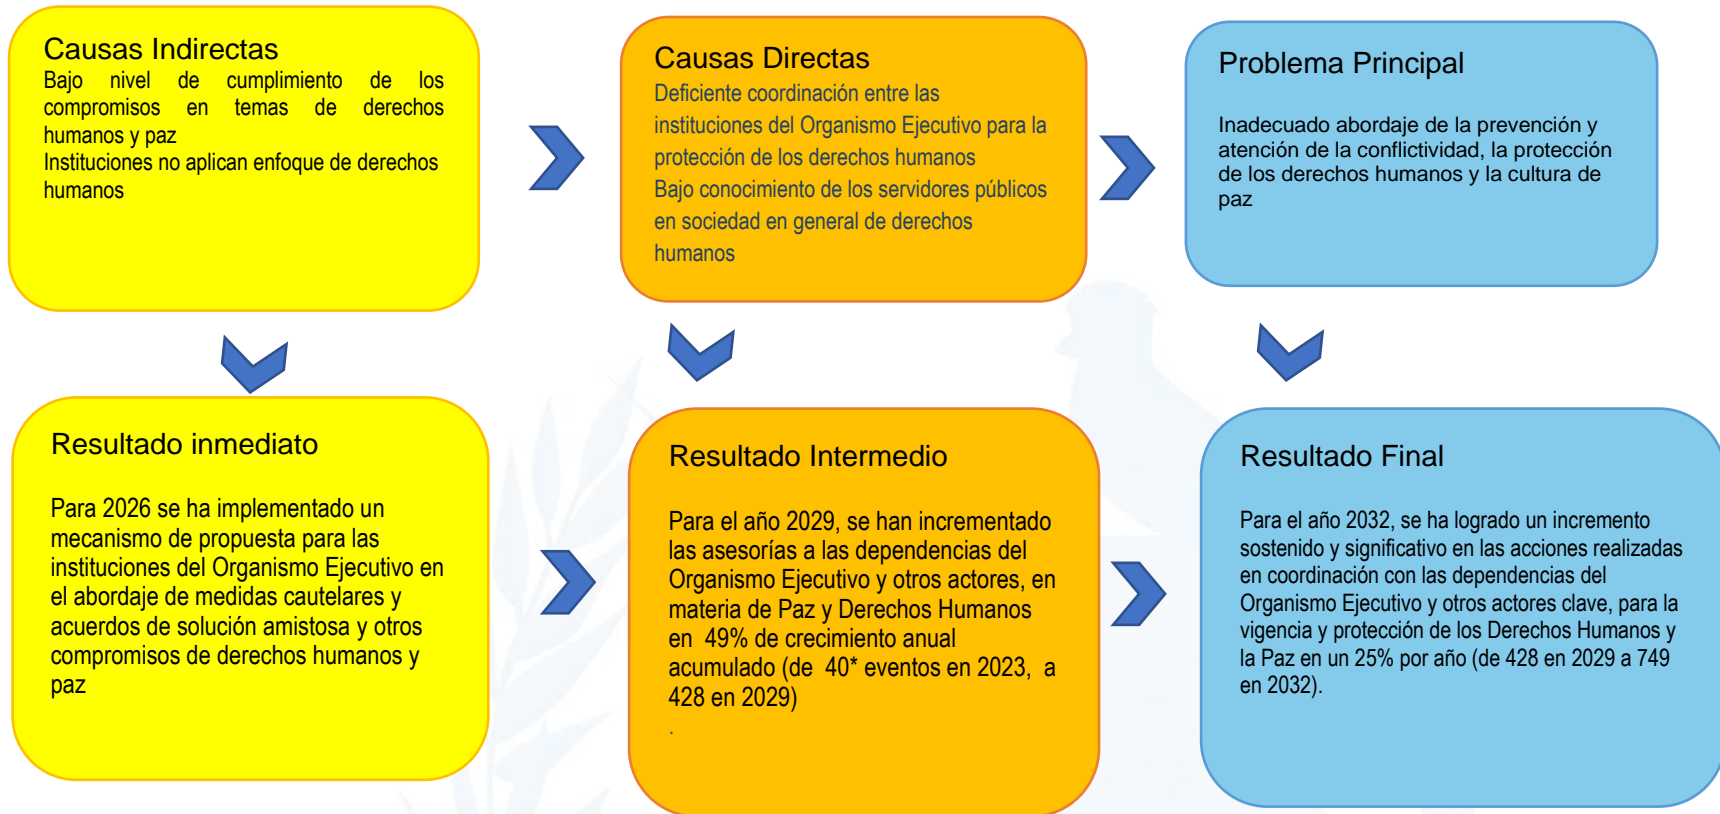 Causas Indirectas
Bajo nivel de cumplimiento de los
compromisos en temas de derechos
humanos y paz
Instituciones no aplican enfoque de derechos
humanos
Causas Directas
Deficiente coordinación entre las
instituciones del Organismo Ejecutivo para la
protección de los derechos humanos
Bajo conocimiento de los servidores públicos
en sociedad en general de derechos
humanos
Problema Principal
Inadecuado abordaje de la prevención y
atención de la conflictividad, la protección
de los derechos humanos y la cultura de
paz
Resultado inmediato
Para 2026 se ha implementado un
mecanismo de propuesta para las
instituciones del Organismo Ejecutivo en
el abordaje de medidas cautelares y
acuerdos de solución amistosa y otros
compromisos de derechos humanos y
paz
Resultado Intermedio
Para el año 2029, se han incrementado
las asesorías a las dependencias del
Organismo Ejecutivo y otros actores, en
materia de Paz y Derechos Humanos
en 49% de crecimiento anual
acumulado (de 40* eventos en 2023, a
428 en 2029)
.
Resultado Final
Para el año 2032, se ha logrado un incremento
sostenido y significativo en las acciones realizadas
en coordinación con las dependencias del
Organismo Ejecutivo y otros actores clave, para la
vigencia y protección de los Derechos Humanos y
la Paz en un 25% por año (de 428 en 2029 a 749
en 2032).